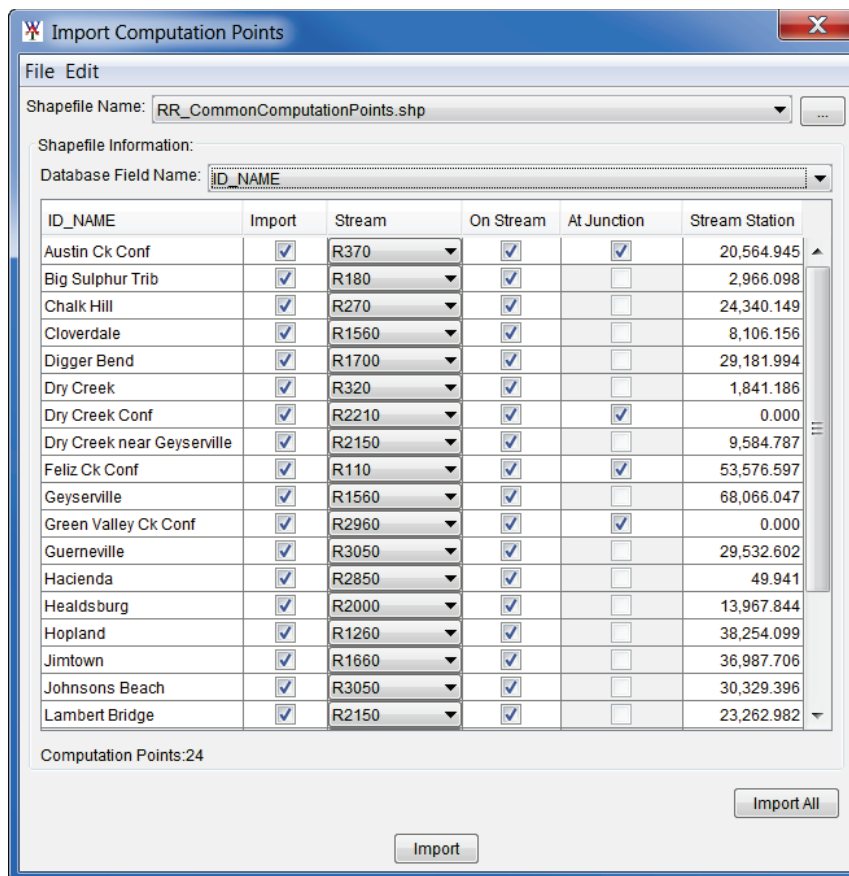 Import Computation Points
File Edit
Shapefile Name: RR_CommonComputationPoints.shp ...
Shapefile Information:
Database Field Name: ID_NAME
ID_NAME Import Stream On Stream At Junction Stream Station
Austin Ck Conf R370 20,564.945
Big Sulphur Trib R180 2,966.098
Chalk Hill R270 24,340.149
Cloverdale R1560 8,106.156
Digger Bend R1700 29,181.994
Dry Creek R320 1,841.186
Dry Creek Conf R2210 0.000
Dry Creek near Geyserville R2150 9,584.787
Feliz Ck Conf R110 53,576.597
Geyserville R1560 68,066.047
Green Valley Ck Conf R2960 0.000
Guerneville R3050 29,532.602
Hacienda R2850 49.941
Healdsburg R2000 13,967.844
Hopland R1260 38,254.099
Jimtown R1660 36,987.706
Johnsons Beach R3050 30,329.396
Lambert Bridge R2150 23,262.982
Computation Points:24
Import All
Import